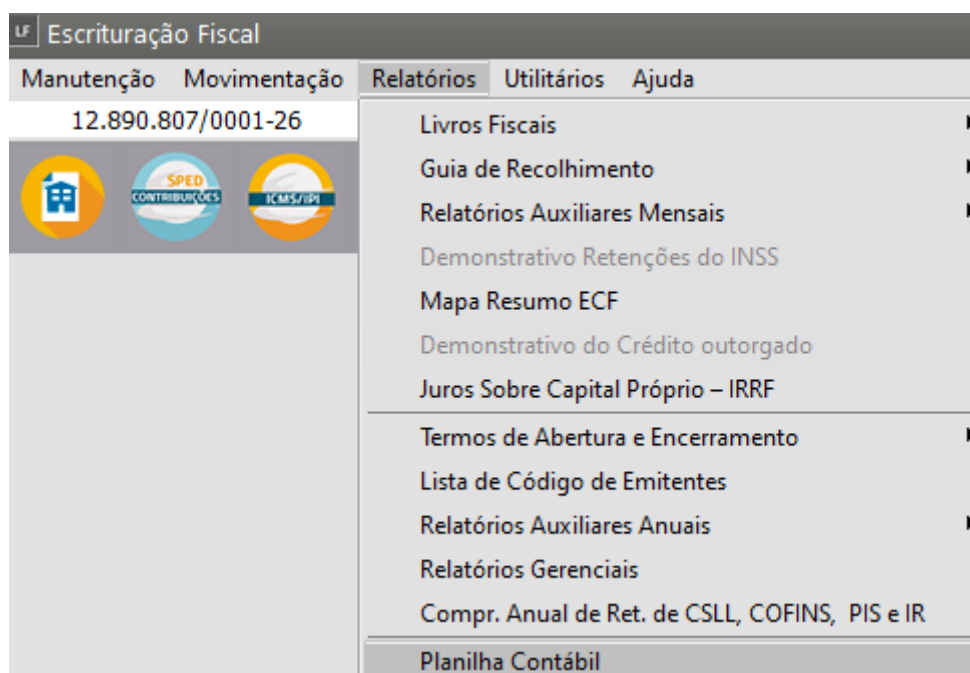 LF Escrituração Fiscal
Manutenção Movimentação Relatórios Utilitários Ajuda
12.890.807/0001-26
SPED
CONTRIBUIÇÕES
ICMS/IPI
Livros Fiscais
Guia de Recolhimento
Relatórios Auxiliares Mensais
Demonstrativo Retenções do INSS
Mapa Resumo ECF
Demonstrativo do Crédito outorgado
Juros Sobre Capital Próprio – IRRF
Termos de Abertura e Encerramento
Lista de Código de Emitentes
Relatórios Auxiliares Anuais
Relatórios Gerenciais
Compr. Anual de Ret. de CSLL, COFINS, PIS e IR
Planilha Contábil